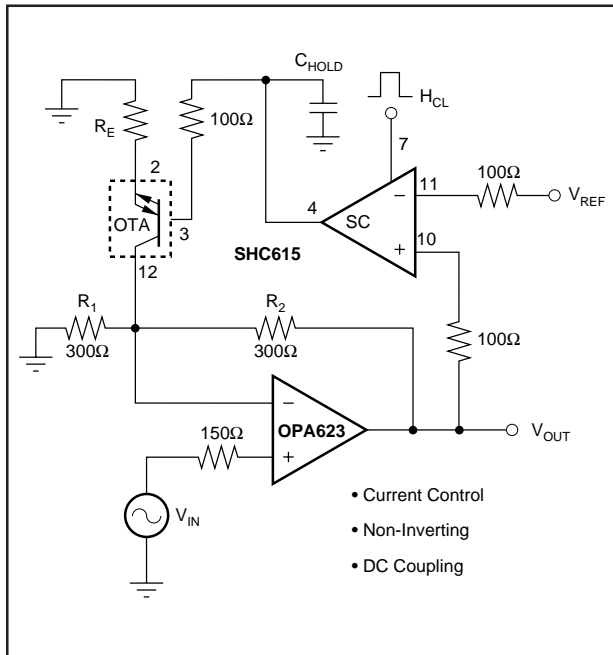 C_HOLD
H_CL
R_E
100Ω
7
2
100Ω
11
V_REF
−
OTA
3
4
SC
SHC615
+
10
12
R_1
R_2
300Ω
300Ω
100Ω
−
OPA623
V_OUT
150Ω
+
• Current Control
V_IN
• Non-Inverting
• DC Coupling